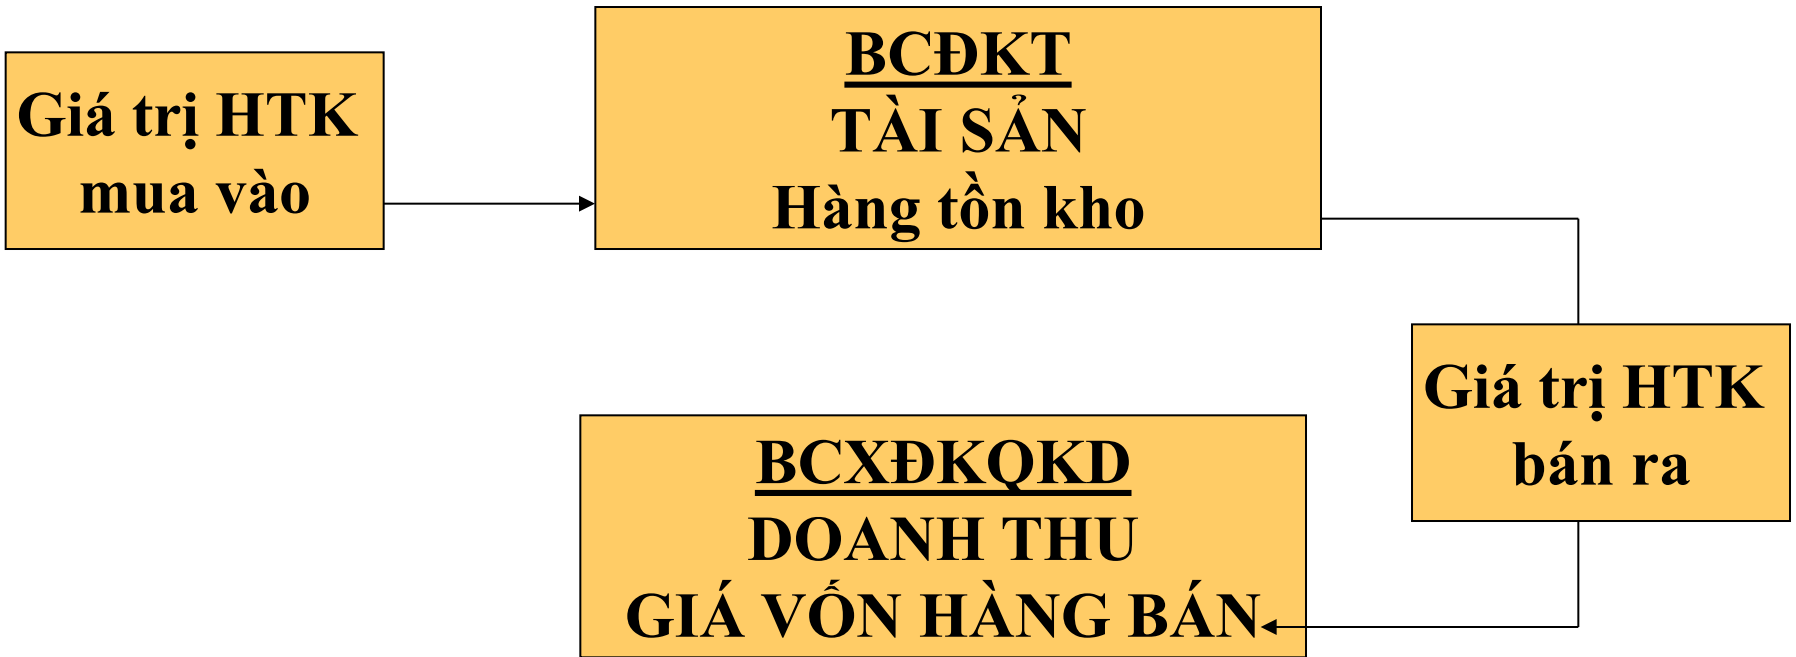 Giá trị HTK
mua vào
BCĐKT
TÀI SẢN
Hàng tồn kho
Giá trị HTK
bán ra
BCXĐKQKD
DOANH THU
GIÁ VỐN HÀNG BÁN